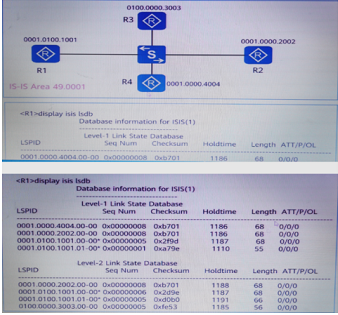 0100.0000.3003
R3
0001.0100.1001
0001.0000.2002
S
R1
R2
R4
0001.0000.4004
IS-IS Area 49.0001
<R1>display isis lsdb
Database information for ISIS(1)
Level-1 Link State Database
LSPID Seq Num Checksum Holdtime Length ATT/P/OL
0001.0000.4004.00-00 0x00000008 0xb701 1186 68 0/0/0
<R1>display isis lsdb
Database information for ISIS(1)
Level-1 Link State Database
LSPID Seq Num Checksum Holdtime Length ATT/P/OL
0001.0000.4004.00-00 0x00000008 0xb701 1186 68 0/0/0
0001.0000.2002.00-00 0x00000008 0xb701 1186 68 0/0/0
0001.0100.1001.00-00* 0x00000005 0x2f9d 1187 68 0/0/0
0001.0100.1001.01-00* 0x00000001 0xa79e 1110 55 0/0/0
Level-2 Link State Database
LSPID Seq Num Checksum Holdtime Length ATT/P/OL
0001.0000.2002.00-00 0x00000008 0xb701 1188 68 0/0/0
0001.0100.1001.00-00* 0x00000006 0x2d9e 1187 68 0/0/0
0001.0100.1001.01-00* 0x00000005 0xd0b0 1191 66 0/0/0
0100.0000.3003.00-00 0x00000005 0xfe53 1185 56 0/0/0